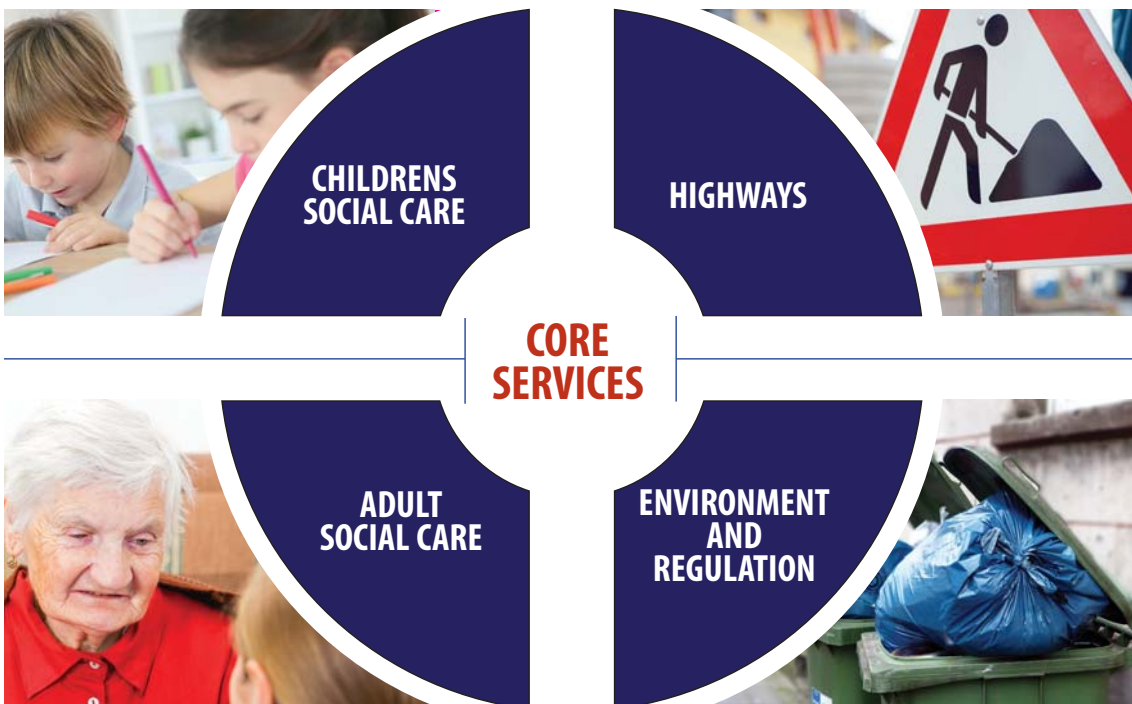 CHILDRENS
SOCIAL CARE
HIGHWAYS
CORE
SERVICES
ADULT
SOCIAL CARE
ENVIRONMENT
AND
REGULATION